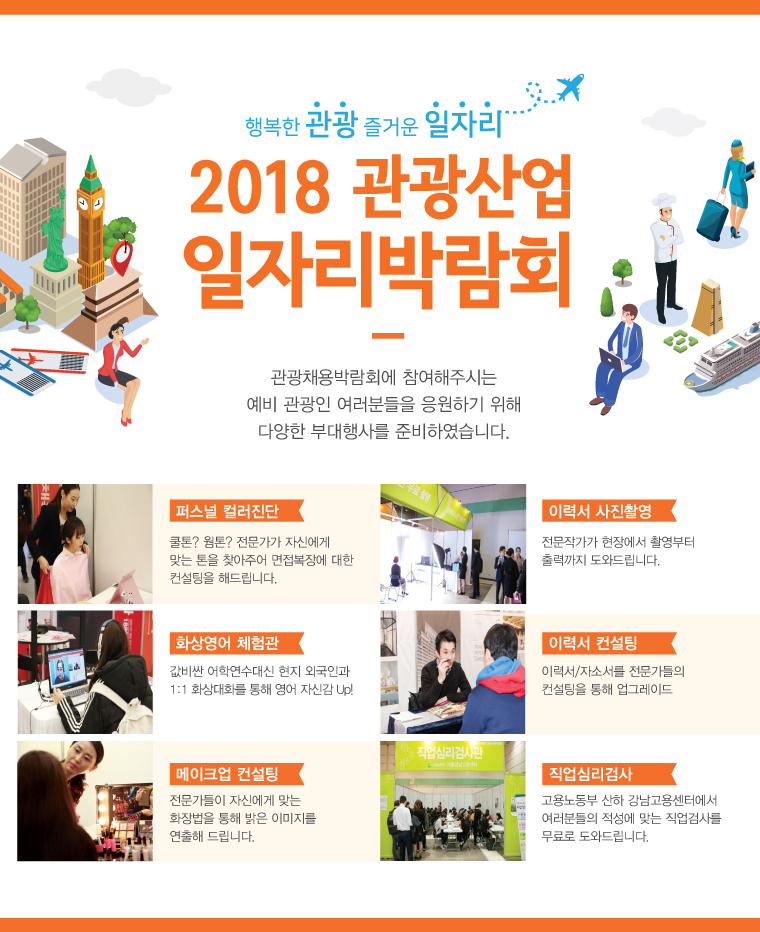 행복한 관광 즐거운 일자리
2018 관광산업
일자리박람회
관광채용박람회에 참여해주시는
예비 관광인 여러분들을 응원하기 위해
다양한 부대행사를 준비하였습니다.
퍼스널 컬러진단
쿨톤? 웜톤? 전문가가 자신에게
맞는 톤을 찾아주어 면접복장에 대한
컨설팅을 해드립니다.
이력서 사진촬영
전문작가가 현장에서 촬영부터
출력까지 도와드립니다.
화상영어 체험관
값비싼 어학연수대신 현지 외국인과
1:1 화상대화를 통해 영어 자신감 Up!
이력서 컨설팅
이력서/자소서를 전문가들의
컨설팅을 통해 업그레이드
메이크업 컨설팅
전문가들이 자신에게 맞는
화장법을 통해 밝은 이미지를
연출해 드립니다.
직업심리검사관
직업심리검사
고용노동부 산하 강남고용센터에서
여러분들의 적성에 맞는 직업검사를
무료로 도와드립니다.